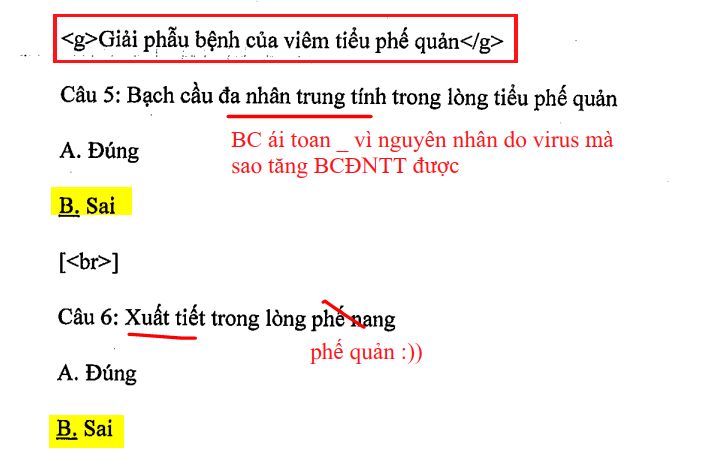 <g>Giải phẫu bệnh của viêm tiểu phế quản</g>
Câu 5: Bạch cầu đa nhân trung tính trong lòng tiểu phế quản
BC ái toan _ vì nguyên nhân do virus mà
sao tăng BCĐNTT được
A. Đúng
B. Sai
[<br>]
Câu 6: Xuất tiết trong lòng phế nang
phế quản :))
A. Đúng
B. Sai